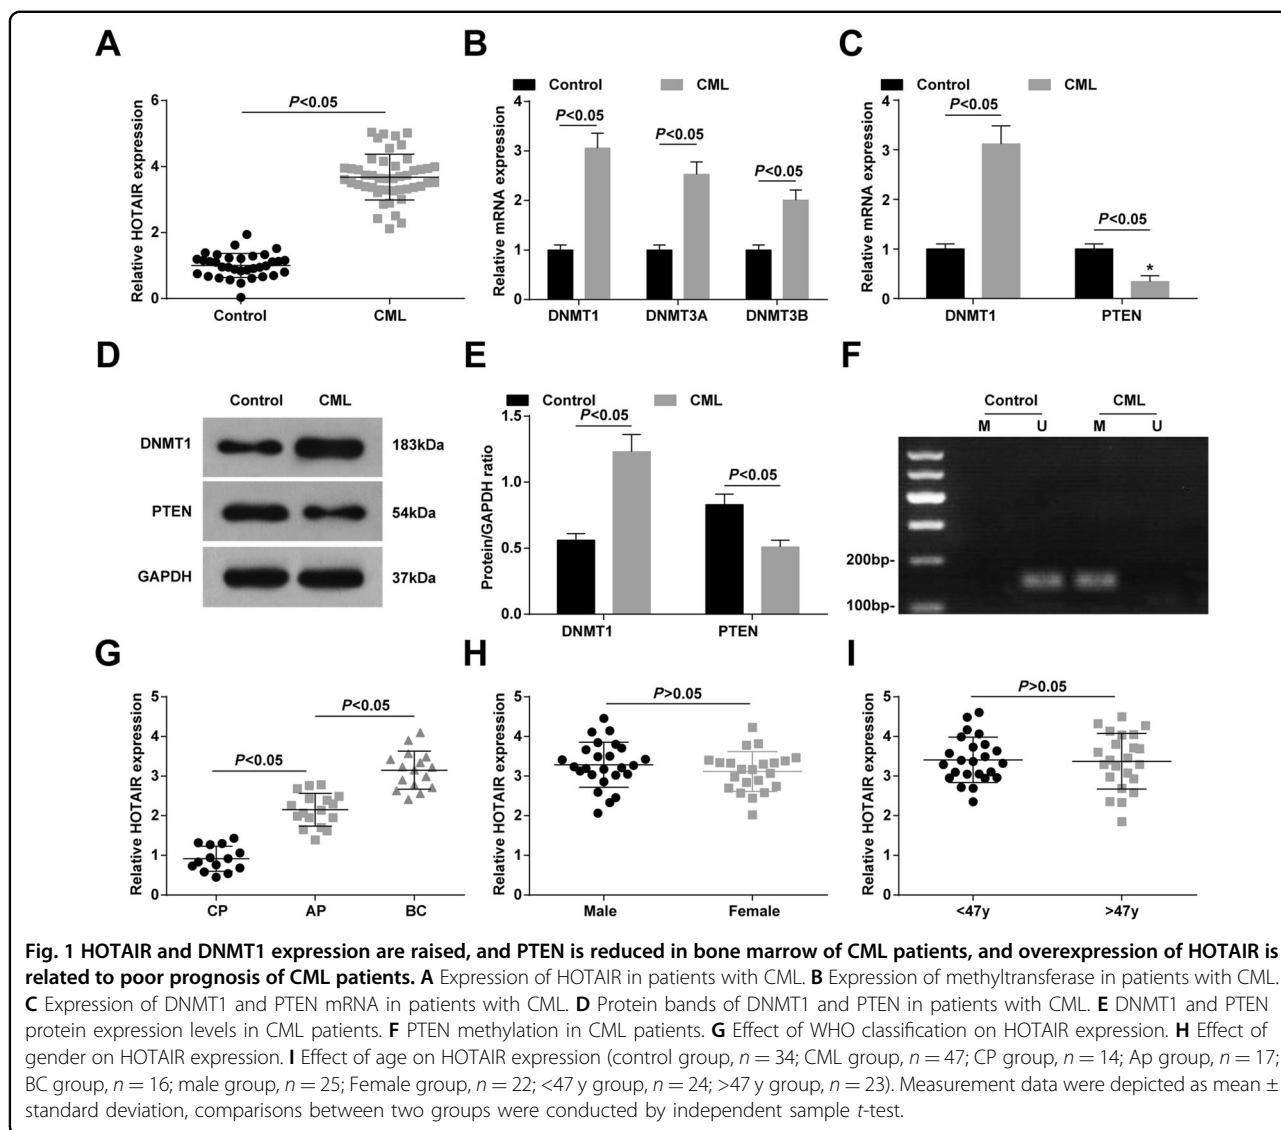 A
Relative HOTAIR expression
6
4
2
0
P<0.05
Control
CML
B
Control
CML
Relative mRNA expression
4
3
2
1
0
P<0.05
P<0.05
P<0.05
DNMT1
DNMT3A
DNMT3B
C
Control
CML
Relative mRNA expression
4
3
2
1
0
P<0.05
P<0.05
*
DNMT1
PTEN
D
Control
CML
DNMT1
183kDa
PTEN
54kDa
GAPDH
37kDa
E
Control
CML
Protein/GAPDH ratio
1.5
1.0
0.5
0.0
P<0.05
P<0.05
DNMT1
PTEN
F
Control
CML
M
U
M
U
200bp-
100bp-
G
Relative HOTAIR expression
5
4
3
2
1
0
P<0.05
P<0.05
CP
AP
BC
H
Relative HOTAIR expression
5
4
3
2
1
0
P>0.05
Male
Female
I
Relative HOTAIR expression
5
4
3
2
1
0
P>0.05
<47y
>47y
Fig. 1 HOTAIR and DNMT1 expression are raised, and PTEN is reduced in bone marrow of CML patients, and overexpression of HOTAIR is
related to poor prognosis of CML patients. A Expression of HOTAIR in patients with CML. B Expression of methyltransferase in patients with CML.
C Expression of DNMT1 and PTEN mRNA in patients with CML. D Protein bands of DNMT1 and PTEN in patients with CML. E DNMT1 and PTEN
protein expression levels in CML patients. F PTEN methylation in CML patients. G Effect of WHO classification on HOTAIR expression. H Effect of
gender on HOTAIR expression. I Effect of age on HOTAIR expression (control group, n = 34; CML group, n = 47; CP group, n = 14; Ap group, n = 17;
BC group, n = 16; male group, n = 25; Female group, n = 22; <47 y group, n = 24; >47 y group, n = 23). Measurement data were depicted as mean ±
standard deviation, comparisons between two groups were conducted by independent sample t-test.